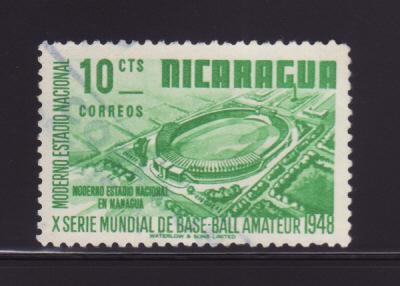 10 CTS
CORREOS
NICARAGUA
MODERNO ESTADIO NACIONAL
MODERNO ESTADIO NACIONAL
EN MANAGUA
X SERIE MUNDIAL DE BASE-BALL AMATEUR 1948
WATERLOW & SONS LIMITED